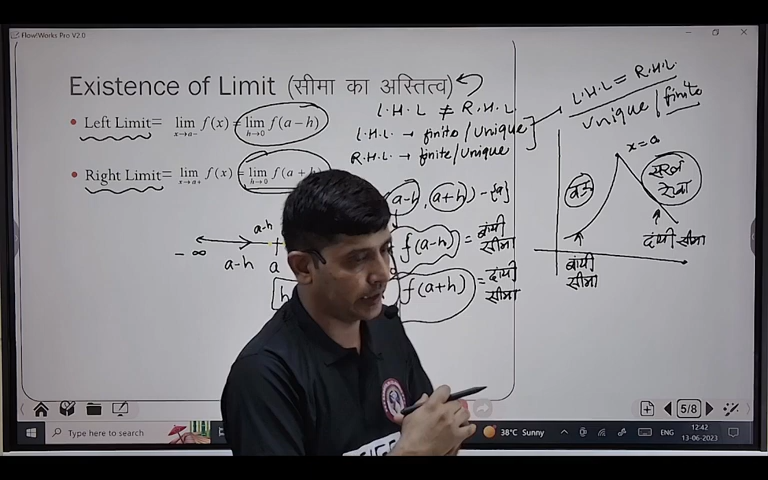 Flow!Works Pro V2.0
Existence of Limit (सीमा का अस्तित्व)
L.H.L = R.H.L.
unique / finite
L.H.L ≠ R.H.L.
• Left Limit= lim x→a− f(x) = lim h→0 f(a−h)
L.H.L. → finite/unique
R.H.L. → finite/unique
• Right Limit= lim x→a+ f(x) = lim h→0 f(a+h)
x=a
a-h, a+h) - {a}
वक्र
सरल
रेखा
a-h
f(a-h) = बांयी
सीमा
दांयी सीमा
-∞
a-h
a
बांयी
सीमा
h
f(a+h) = दांयी
सीमा
5/8
Type here to search
38°C Sunny
ENG
12:42
13-06-2023